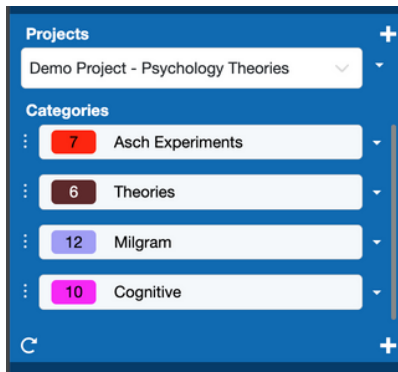 Projects
Demo Project - Psychology Theories
Categories
7 Asch Experiments
6 Theories
12 Milgram
10 Cognitive